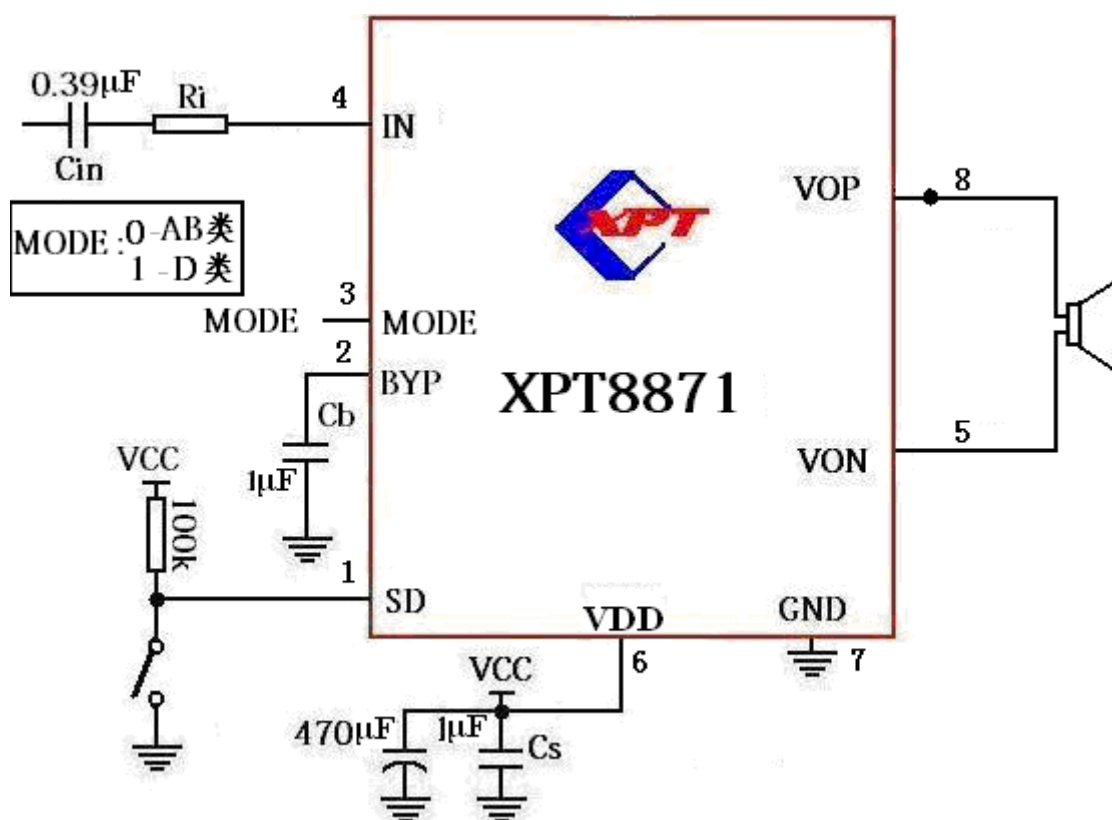 0.39μF
Ri
4
IN
Cin
VOP
8
MODE :
0-AB类
1-D类
3
MODE
MODE
2
BYP
XPT
XPT8871
Cb
1μF
VON
5
VCC
100k
1
SD
VDD
GND
6
7
VCC
470μF
1μF
Cs